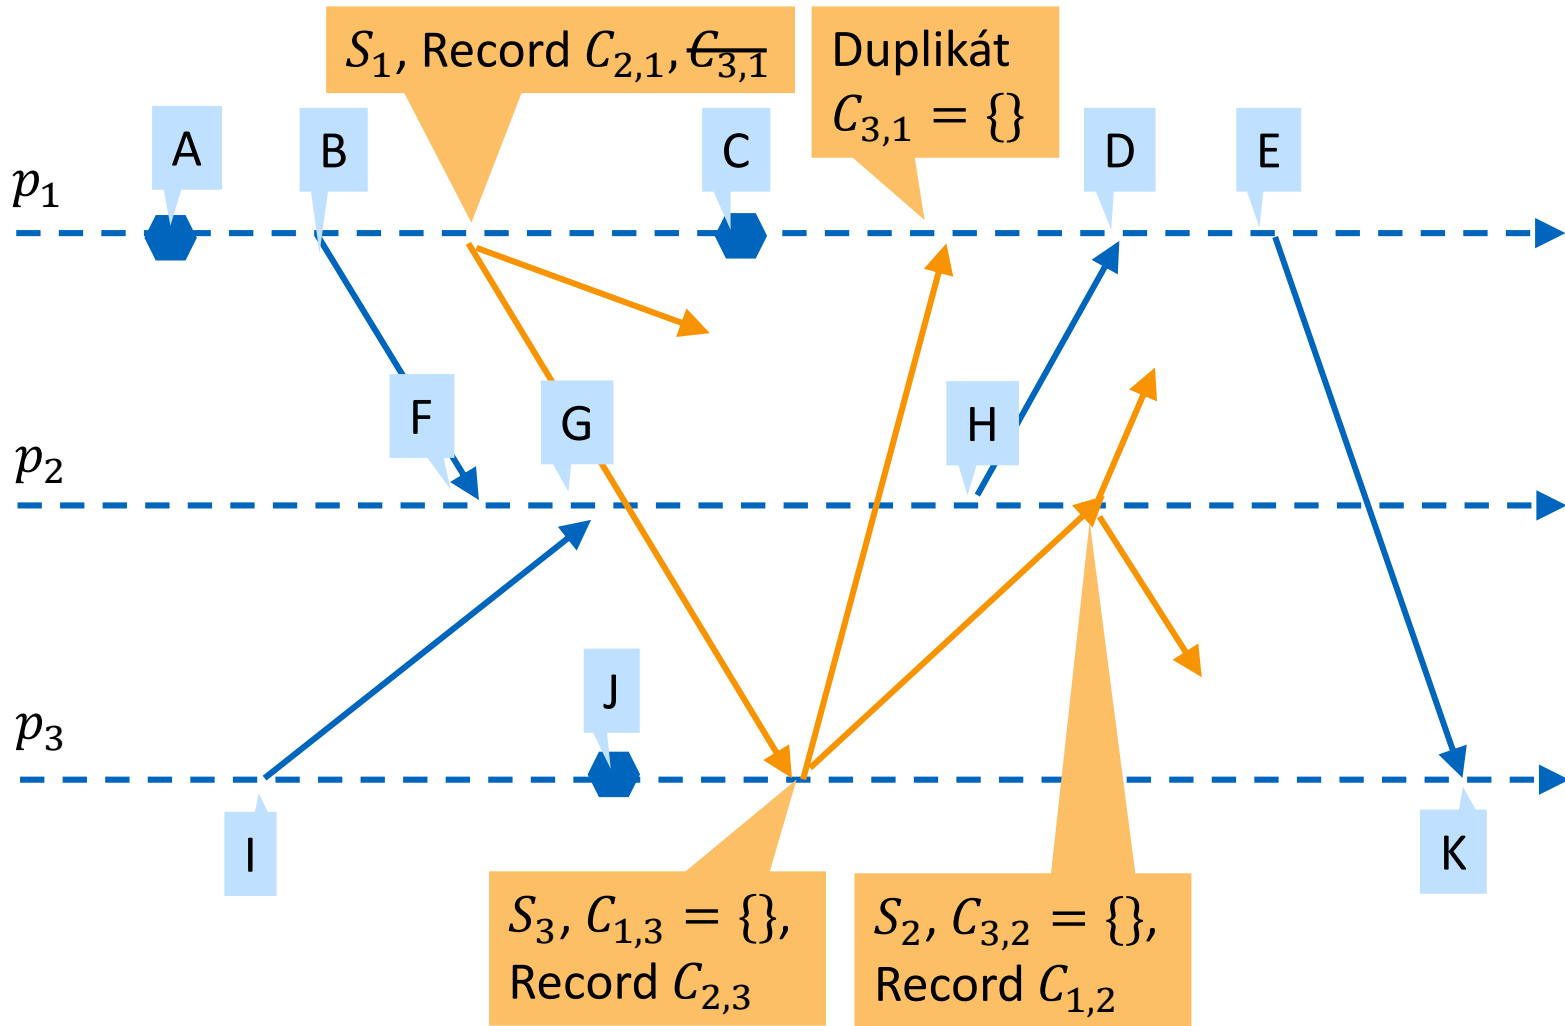 S₁, Record C₂,₁, C₃,₁
Duplikát
C₃,₁ = {}
A
B
C
D
E
p₁
F
G
H
p₂
J
p₃
I
K
S₃, C₁,₃ = {},
Record C₂,₃
S₂, C₃,₂ = {},
Record C₁,₂